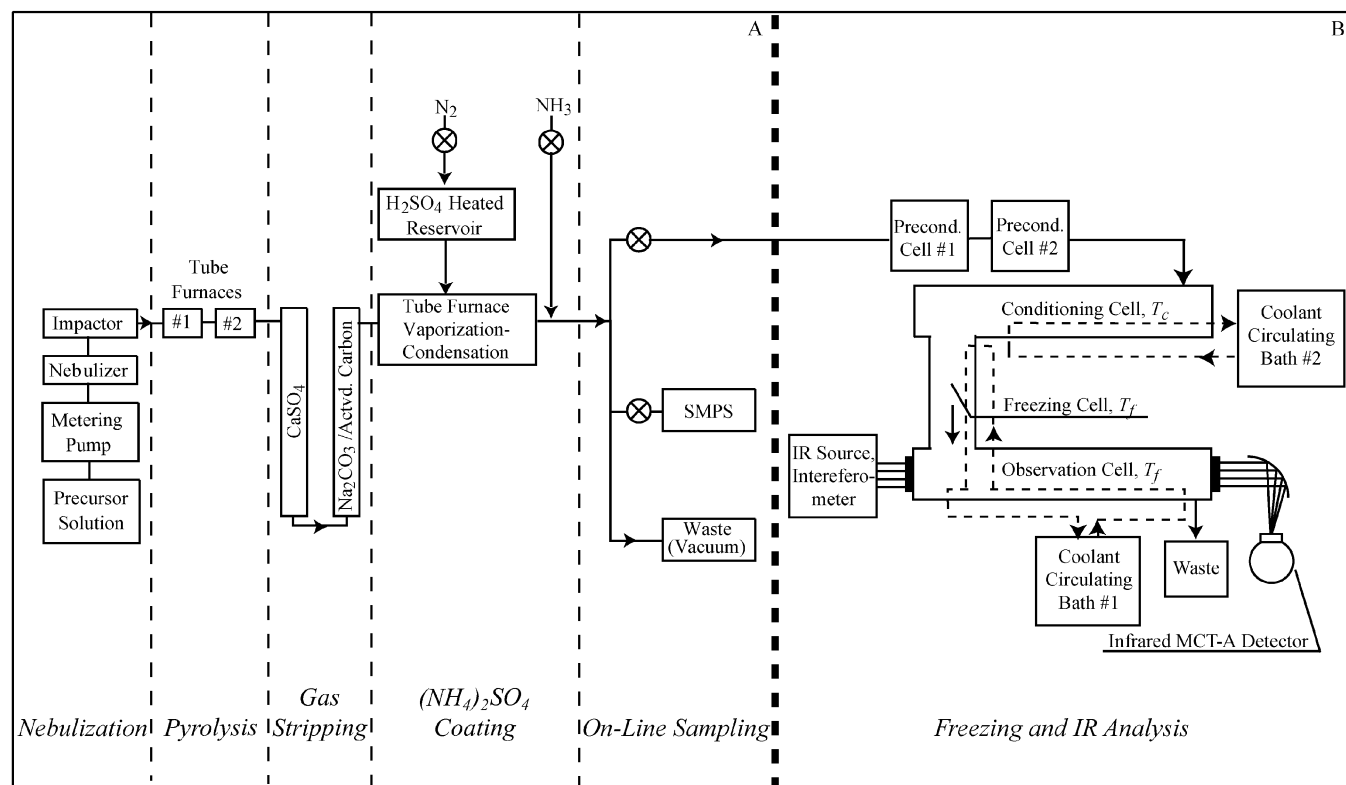 A
B
N2
NH3
H2SO4 Heated
Reservoir
Precond.
Cell #1
Precond.
Cell #2
Tube
Furnaces
Impactor
#1
#2
Nebulizer
Metering
Pump
Precursor
Solution
CaSO4
Na2CO3 /Actvd. Carbon
Tube Furnace
Vaporization-
Condensation
SMPS
Waste
(Vacuum)
Conditioning Cell, Tc
Coolant
Circulating
Bath #2
Freezing Cell, Tf
IR Source,
Intereferо-
meter
Observation Cell, Tf
Coolant
Circulating
Bath #1
Waste
Infrared MCT-A Detector
Nebulization
Pyrolysis
Gas
Stripping
(NH4)2SO4
Coating
On-Line Sampling
Freezing and IR Analysis